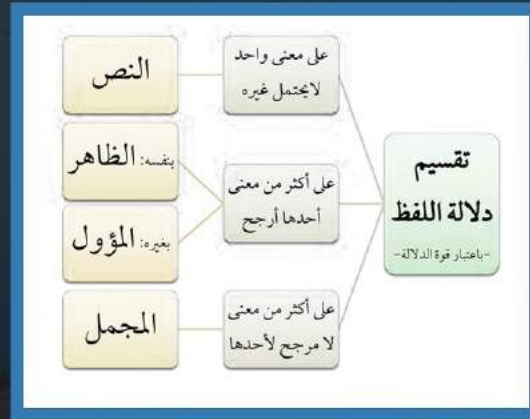 تقسيم
دلالة اللفظ
-باعتبار قوة الدلالة-
على معنى واحد
لايحتمل غيره
النص
على أكثر من معنى
أحدها أرجح
بنفسه: الظاهر
بغيره: المؤول
على أكثر من معنى
لا مرجح لأحدها
المجمل